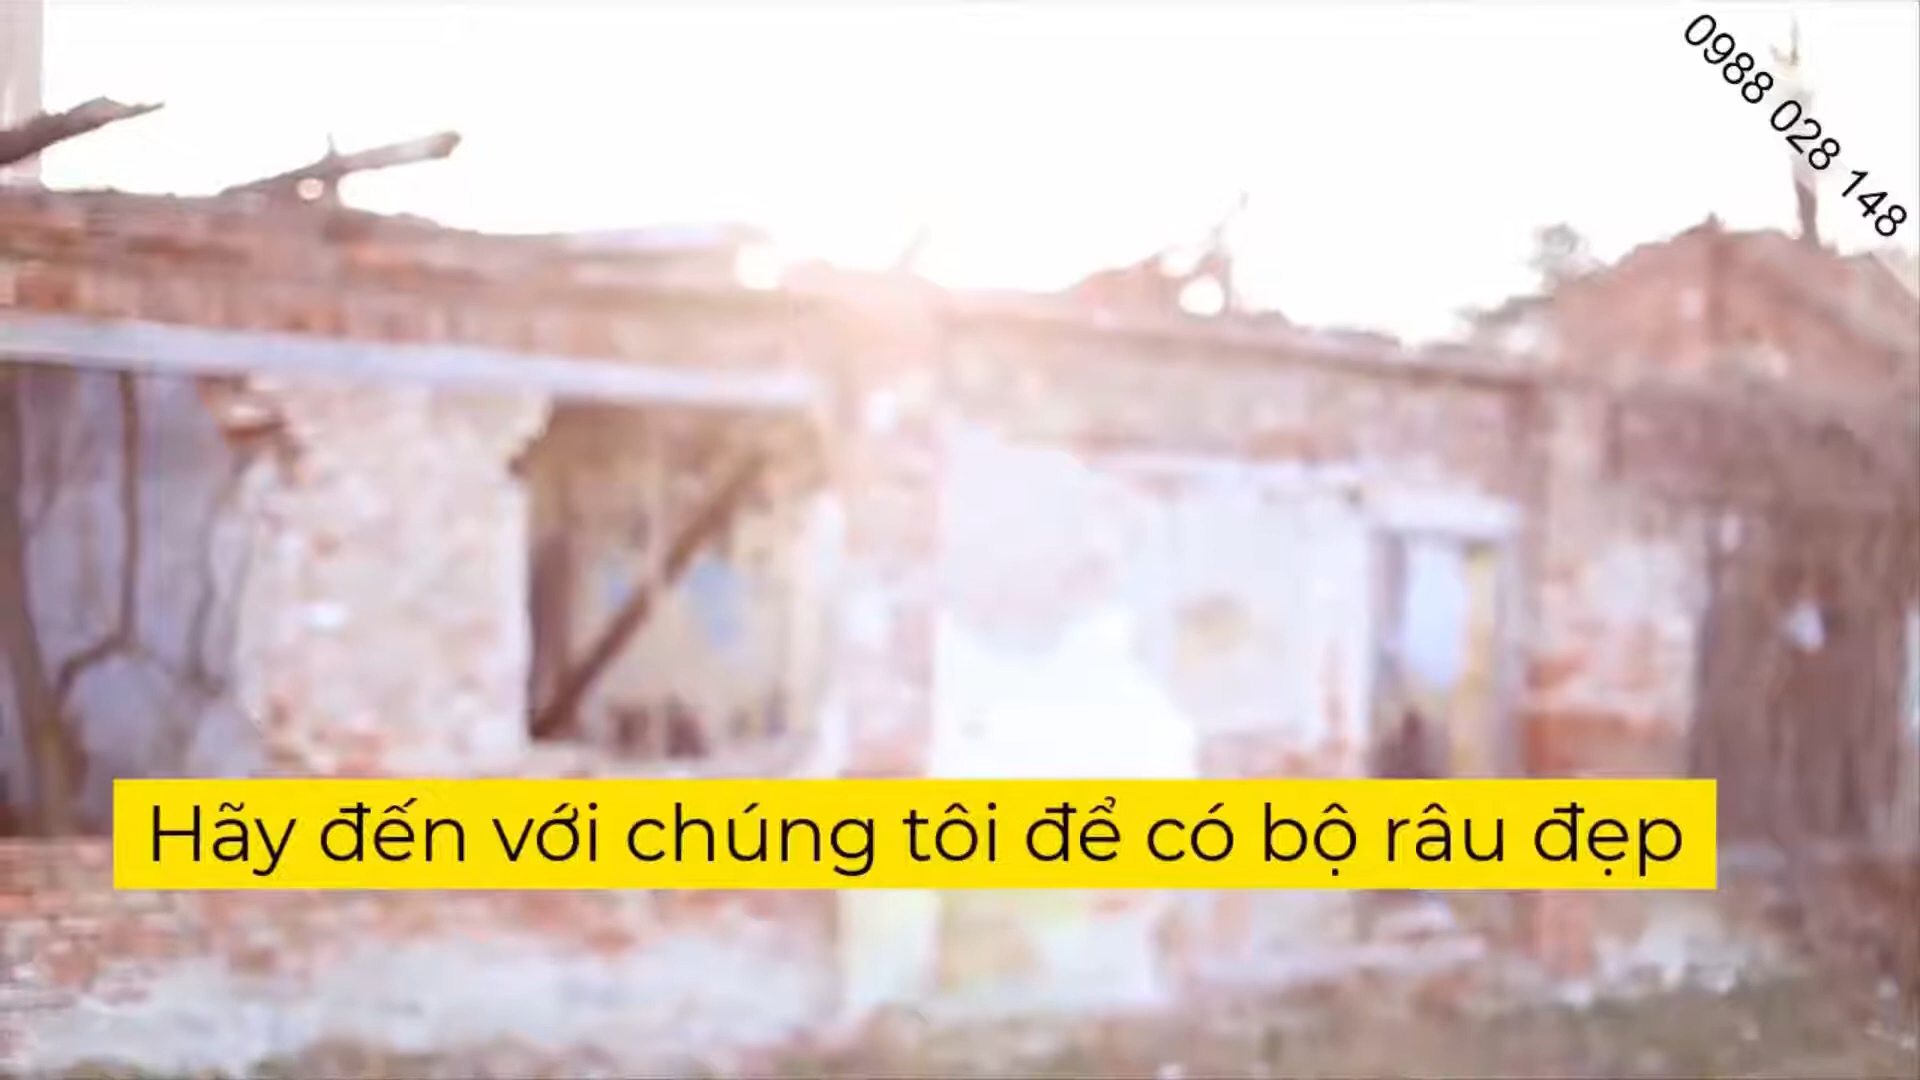 0988 028 148
Hãy đến với chúng tôi để có bộ râu đẹp